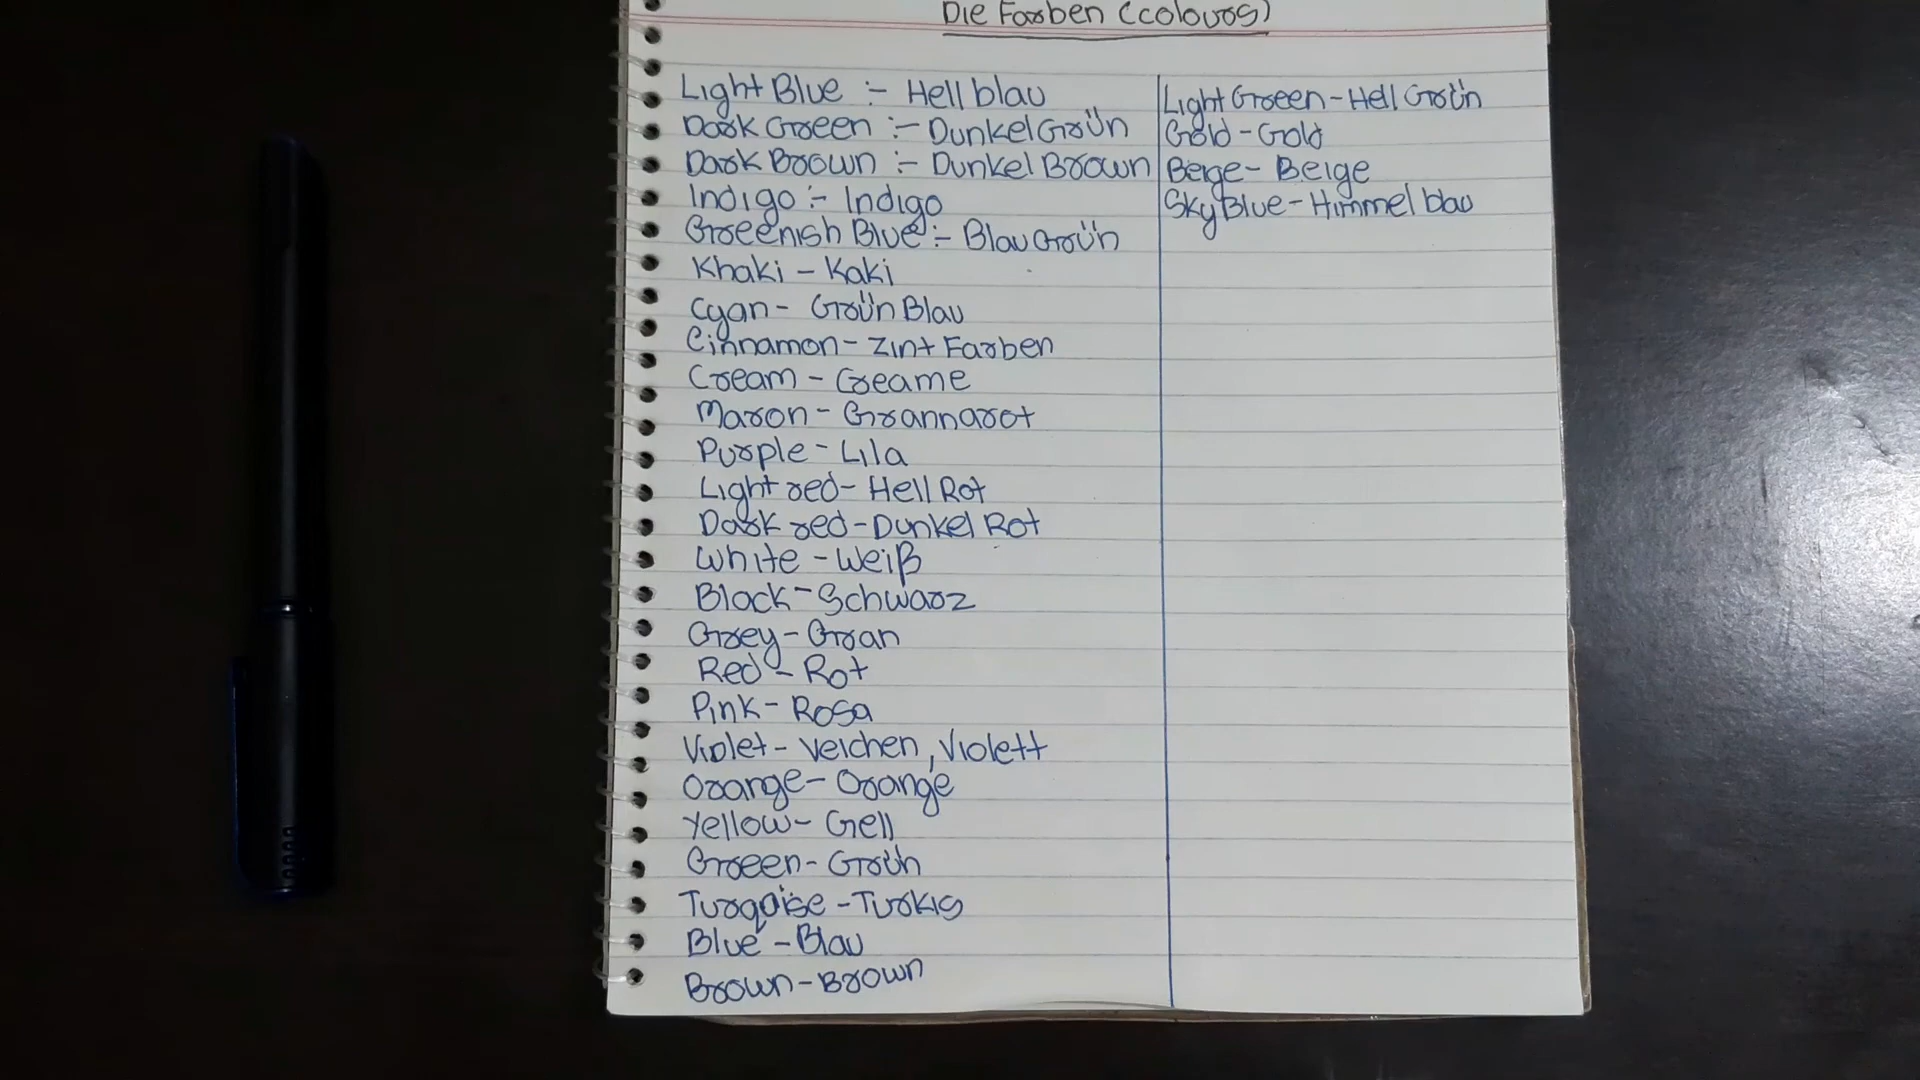 Die Farben (colours)
Light Blue :- Hell blau
Dark Green :- Dunkel Grün
Dark Brown :- Dunkel Brown
Indigo :- Indigo
Greenish Blue :- Blau Grün
Khaki - Kaki
Cyan - Grün Blau
Cinnamon - Zint Farben
Cream - Creame
Maron - Grannarot
Purple - Lila
Light red - Hell Rot
Dark red - Dunkel Rot
White - Weiß
Black - Schwarz
Grey - Gran
Red - Rot
Pink - Rosa
Violet - Veichen, Violett
Orange - Orange
Yellow - Gell
Green - Grün
Turqoise - Turkis
Blue - Blau
Brown - Brown
Light Green - Hell Grün
Gold - Gold
Beige - Beige
Sky Blue - Himmel blau